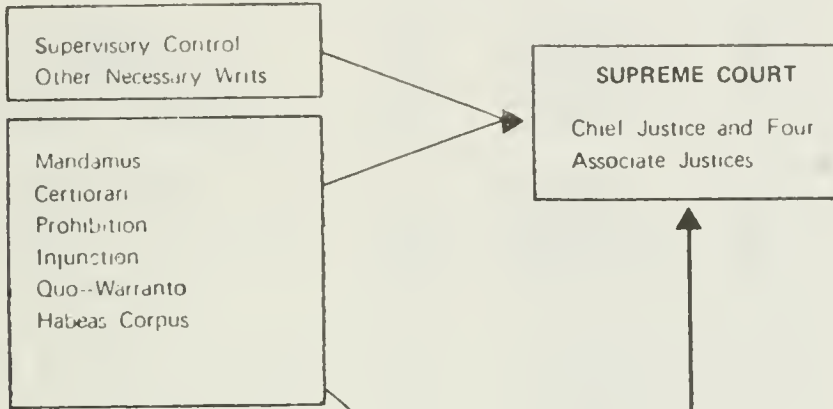 Supervisory Control
Other Necessary Writs
SUPREME COURT
Chief Justice and Four
Associate Justices
Mandamus
Certiorari
Prohibition
Injunction
Quo--Warranto
Habeas Corpus